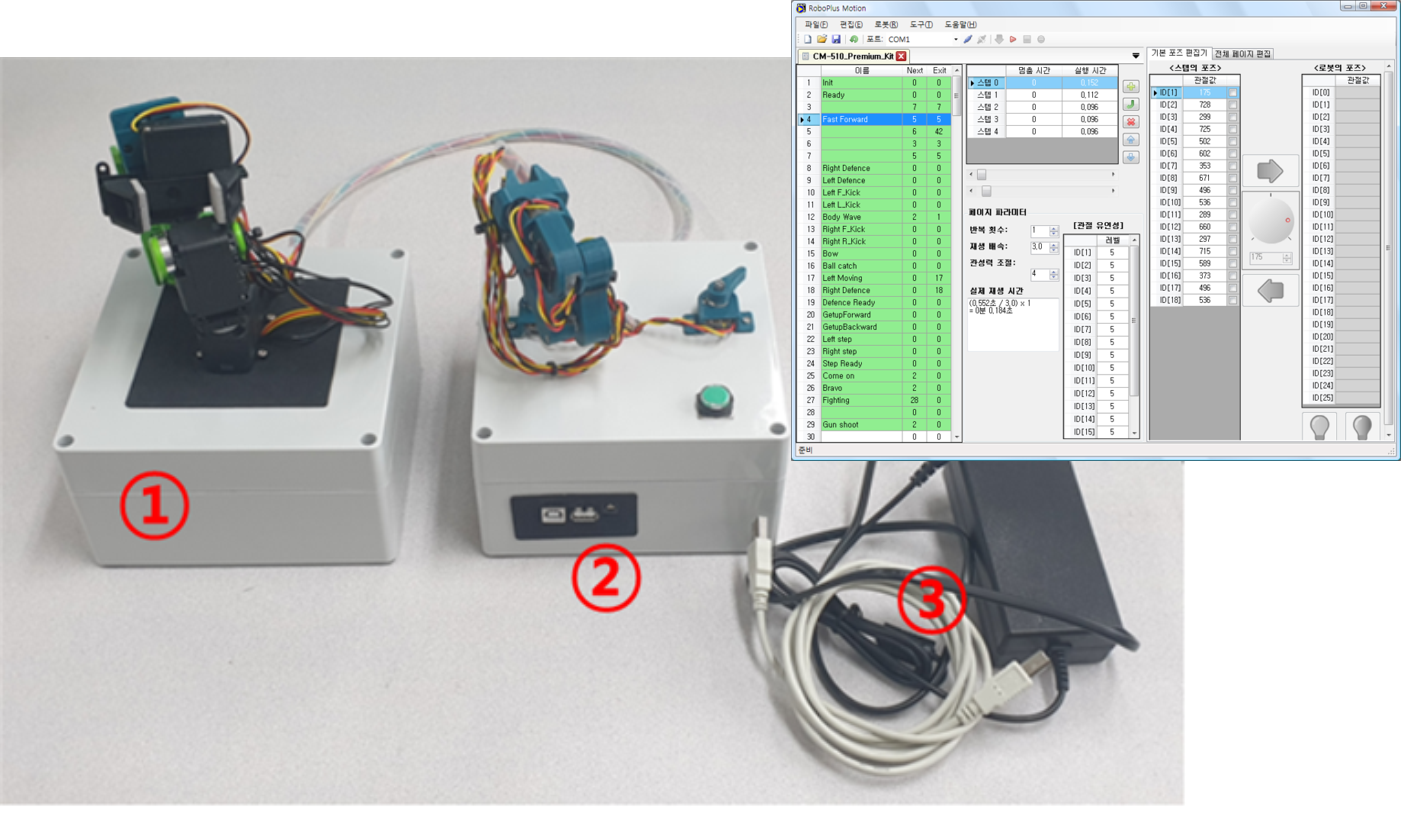 RoboPlus Motion
파일(F) 편집(E) 로봇(R) 도구(T) 도움말(H)
포트: COM1
CM-510_Premium_Kit
이름 Next Exit
1 Init 0 0
2 Ready 0 0
3 7 7
4 Fast Forward 5 5
5 6 42
6 3 3
7 5 5
8 Right Defence 0 0
9 Left Defence 0 0
10 Left F_Kick 0 0
11 Left L_Kick 0 0
12 Body Wave 2 1
13 Right F_Kick 0 0
14 Right R_Kick 0 0
15 Bow 0 0
16 Ball catch 0 0
17 Left Moving 0 17
18 Right Defence 0 18
19 Defence Ready 0 0
20 GetupForward 0 0
21 GetupBackward 0 0
22 Left step 0 0
23 Right step 0 0
24 Step Ready 0 0
25 Come on 2 0
26 Bravo 2 0
27 Fighting 28 0
28 0 0
29 Gun shoot 2 0
30 0 0
멈출 시간 실행 시간
스텝 0 0 0.152
스텝 1 0 0.112
스텝 2 0 0.096
스텝 3 0 0.096
스텝 4 0 0.096
페이지 파라미터
반복 횟수: 1
재생 배속: 3.0
관성력 조절:
4
실제 재생 시간
(0.552초 / 3.0) x 1
= 0분 0.184초
[관절 유연성]
레벨
ID[1] 5
ID[2] 5
ID[3] 5
ID[4] 5
ID[5] 5
ID[6] 5
ID[7] 5
ID[8] 5
ID[9] 5
ID[10] 5
ID[11] 5
ID[12] 5
ID[13] 5
ID[14] 5
ID[15] 5
기본 포즈 편집기 전체 페이지 편집
<스텝의 포즈>
관절값
ID[1] 175
ID[2] 728
ID[3] 299
ID[4] 725
ID[5] 502
ID[6] 602
ID[7] 353
ID[8] 671
ID[9] 496
ID[10] 536
ID[11] 289
ID[12] 660
ID[13] 297
ID[14] 715
ID[15] 589
ID[16] 373
ID[17] 496
ID[18] 536
175
<로봇의 포즈>
관절값
ID[0]
ID[1]
ID[2]
ID[3]
ID[4]
ID[5]
ID[6]
ID[7]
ID[8]
ID[9]
ID[10]
ID[11]
ID[12]
ID[13]
ID[14]
ID[15]
ID[16]
ID[17]
ID[18]
ID[19]
ID[20]
ID[21]
ID[22]
ID[23]
ID[24]
ID[25]
준비
①
②
③